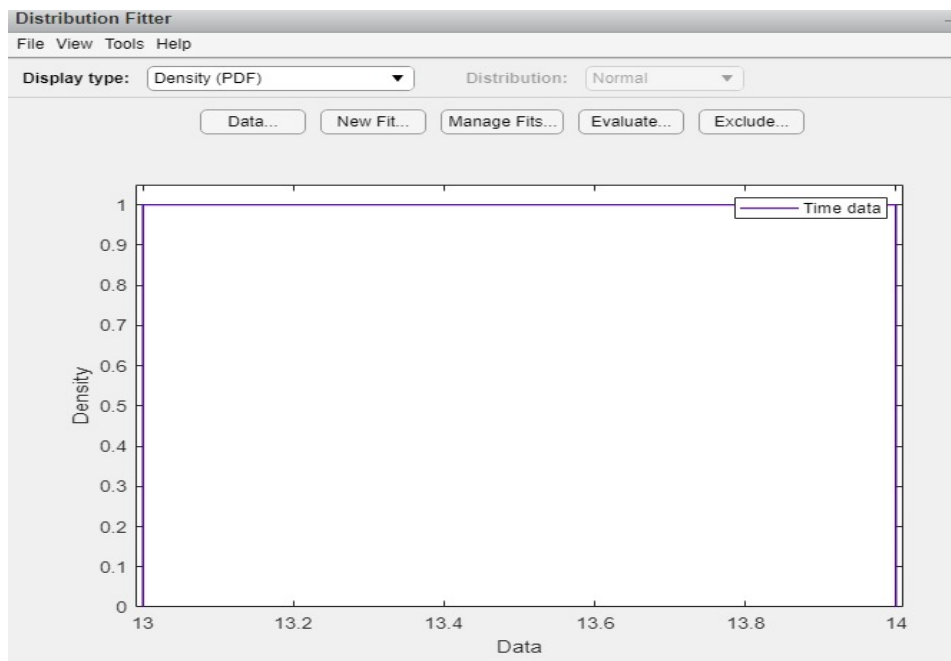 Distribution Fitter
File View Tools Help
Display type: Density (PDF) Distribution: Normal
Data... New Fit... Manage Fits... Evaluate... Exclude...
Time data
1
0.9
0.8
0.7
0.6
0.5
0.4
0.3
0.2
0.1
0
Density
13 13.2 13.4 13.6 13.8 14
Data